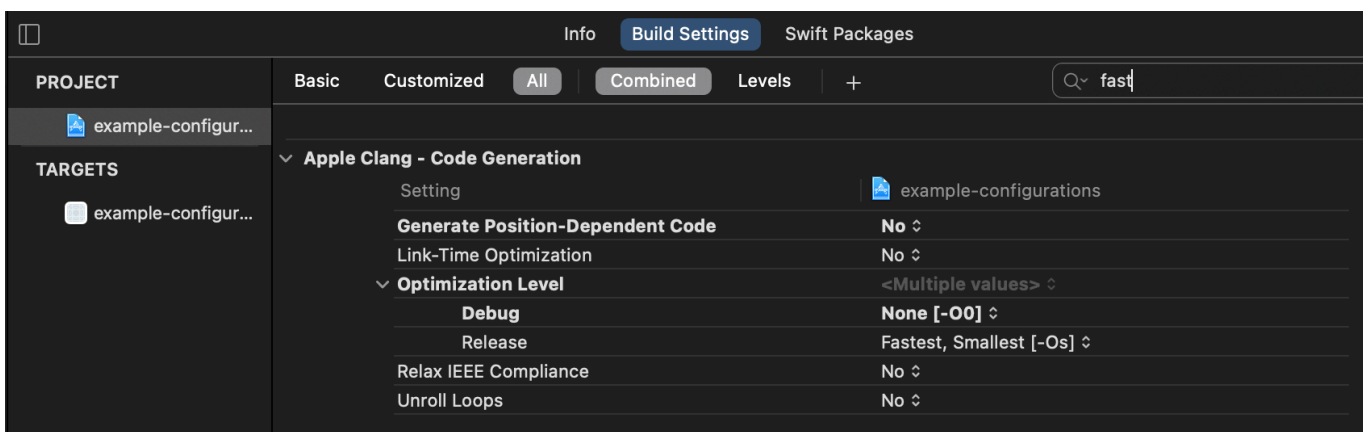 Info Build Settings Swift Packages
PROJECT Basic Customized All Combined Levels + fast
example-configur...
TARGETS
example-configur...
Apple Clang - Code Generation
Setting example-configurations
Generate Position-Dependent Code No
Link-Time Optimization No
Optimization Level <Multiple values>
Debug None [-O0]
Release Fastest, Smallest [-Os]
Relax IEEE Compliance No
Unroll Loops No